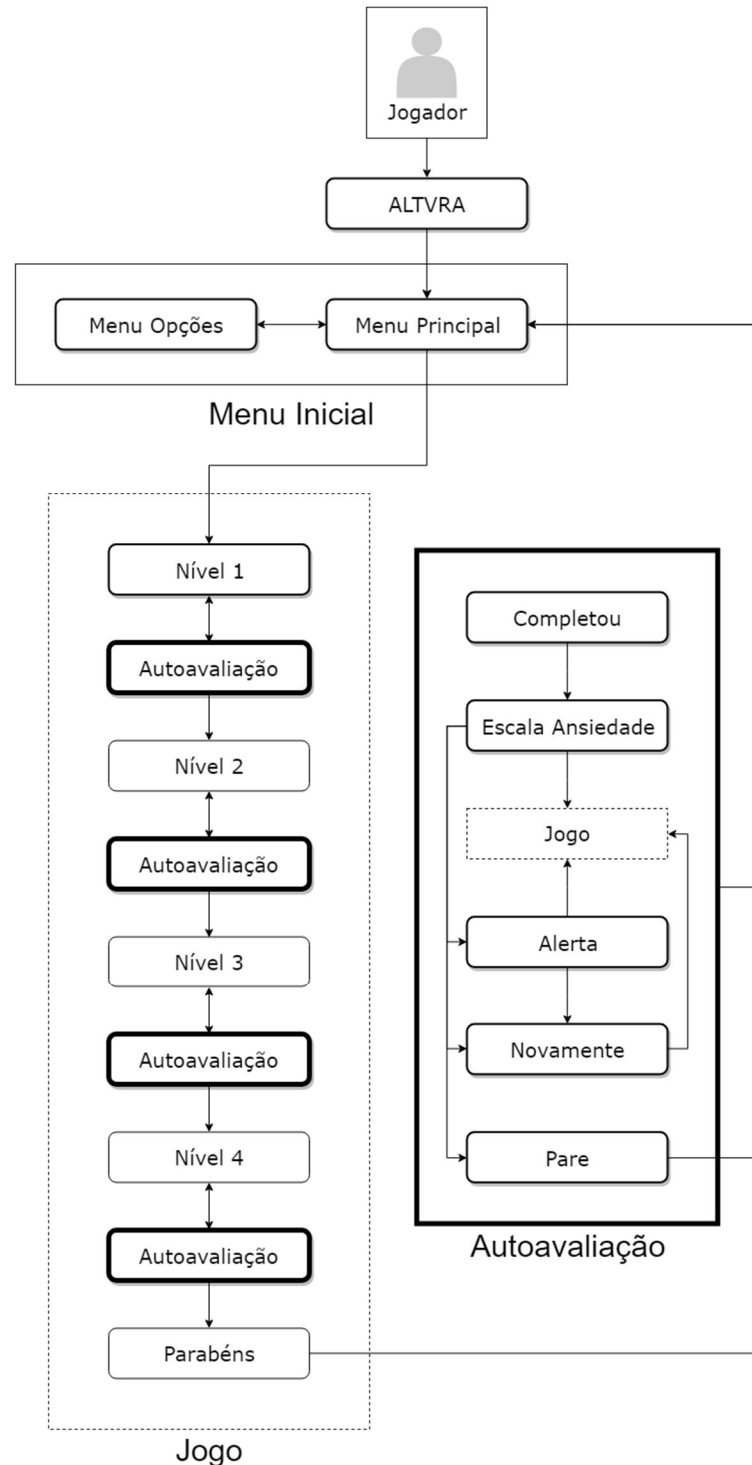 Jogador
ALTVRA
Menu Opções
Menu Principal
Menu Inicial
Nível 1
Autoavaliação
Nível 2
Autoavaliação
Nível 3
Autoavaliação
Nível 4
Autoavaliação
Parabéns
Jogo
Completou
Escala Ansiedade
Jogo
Alerta
Novamente
Pare
Autoavaliação